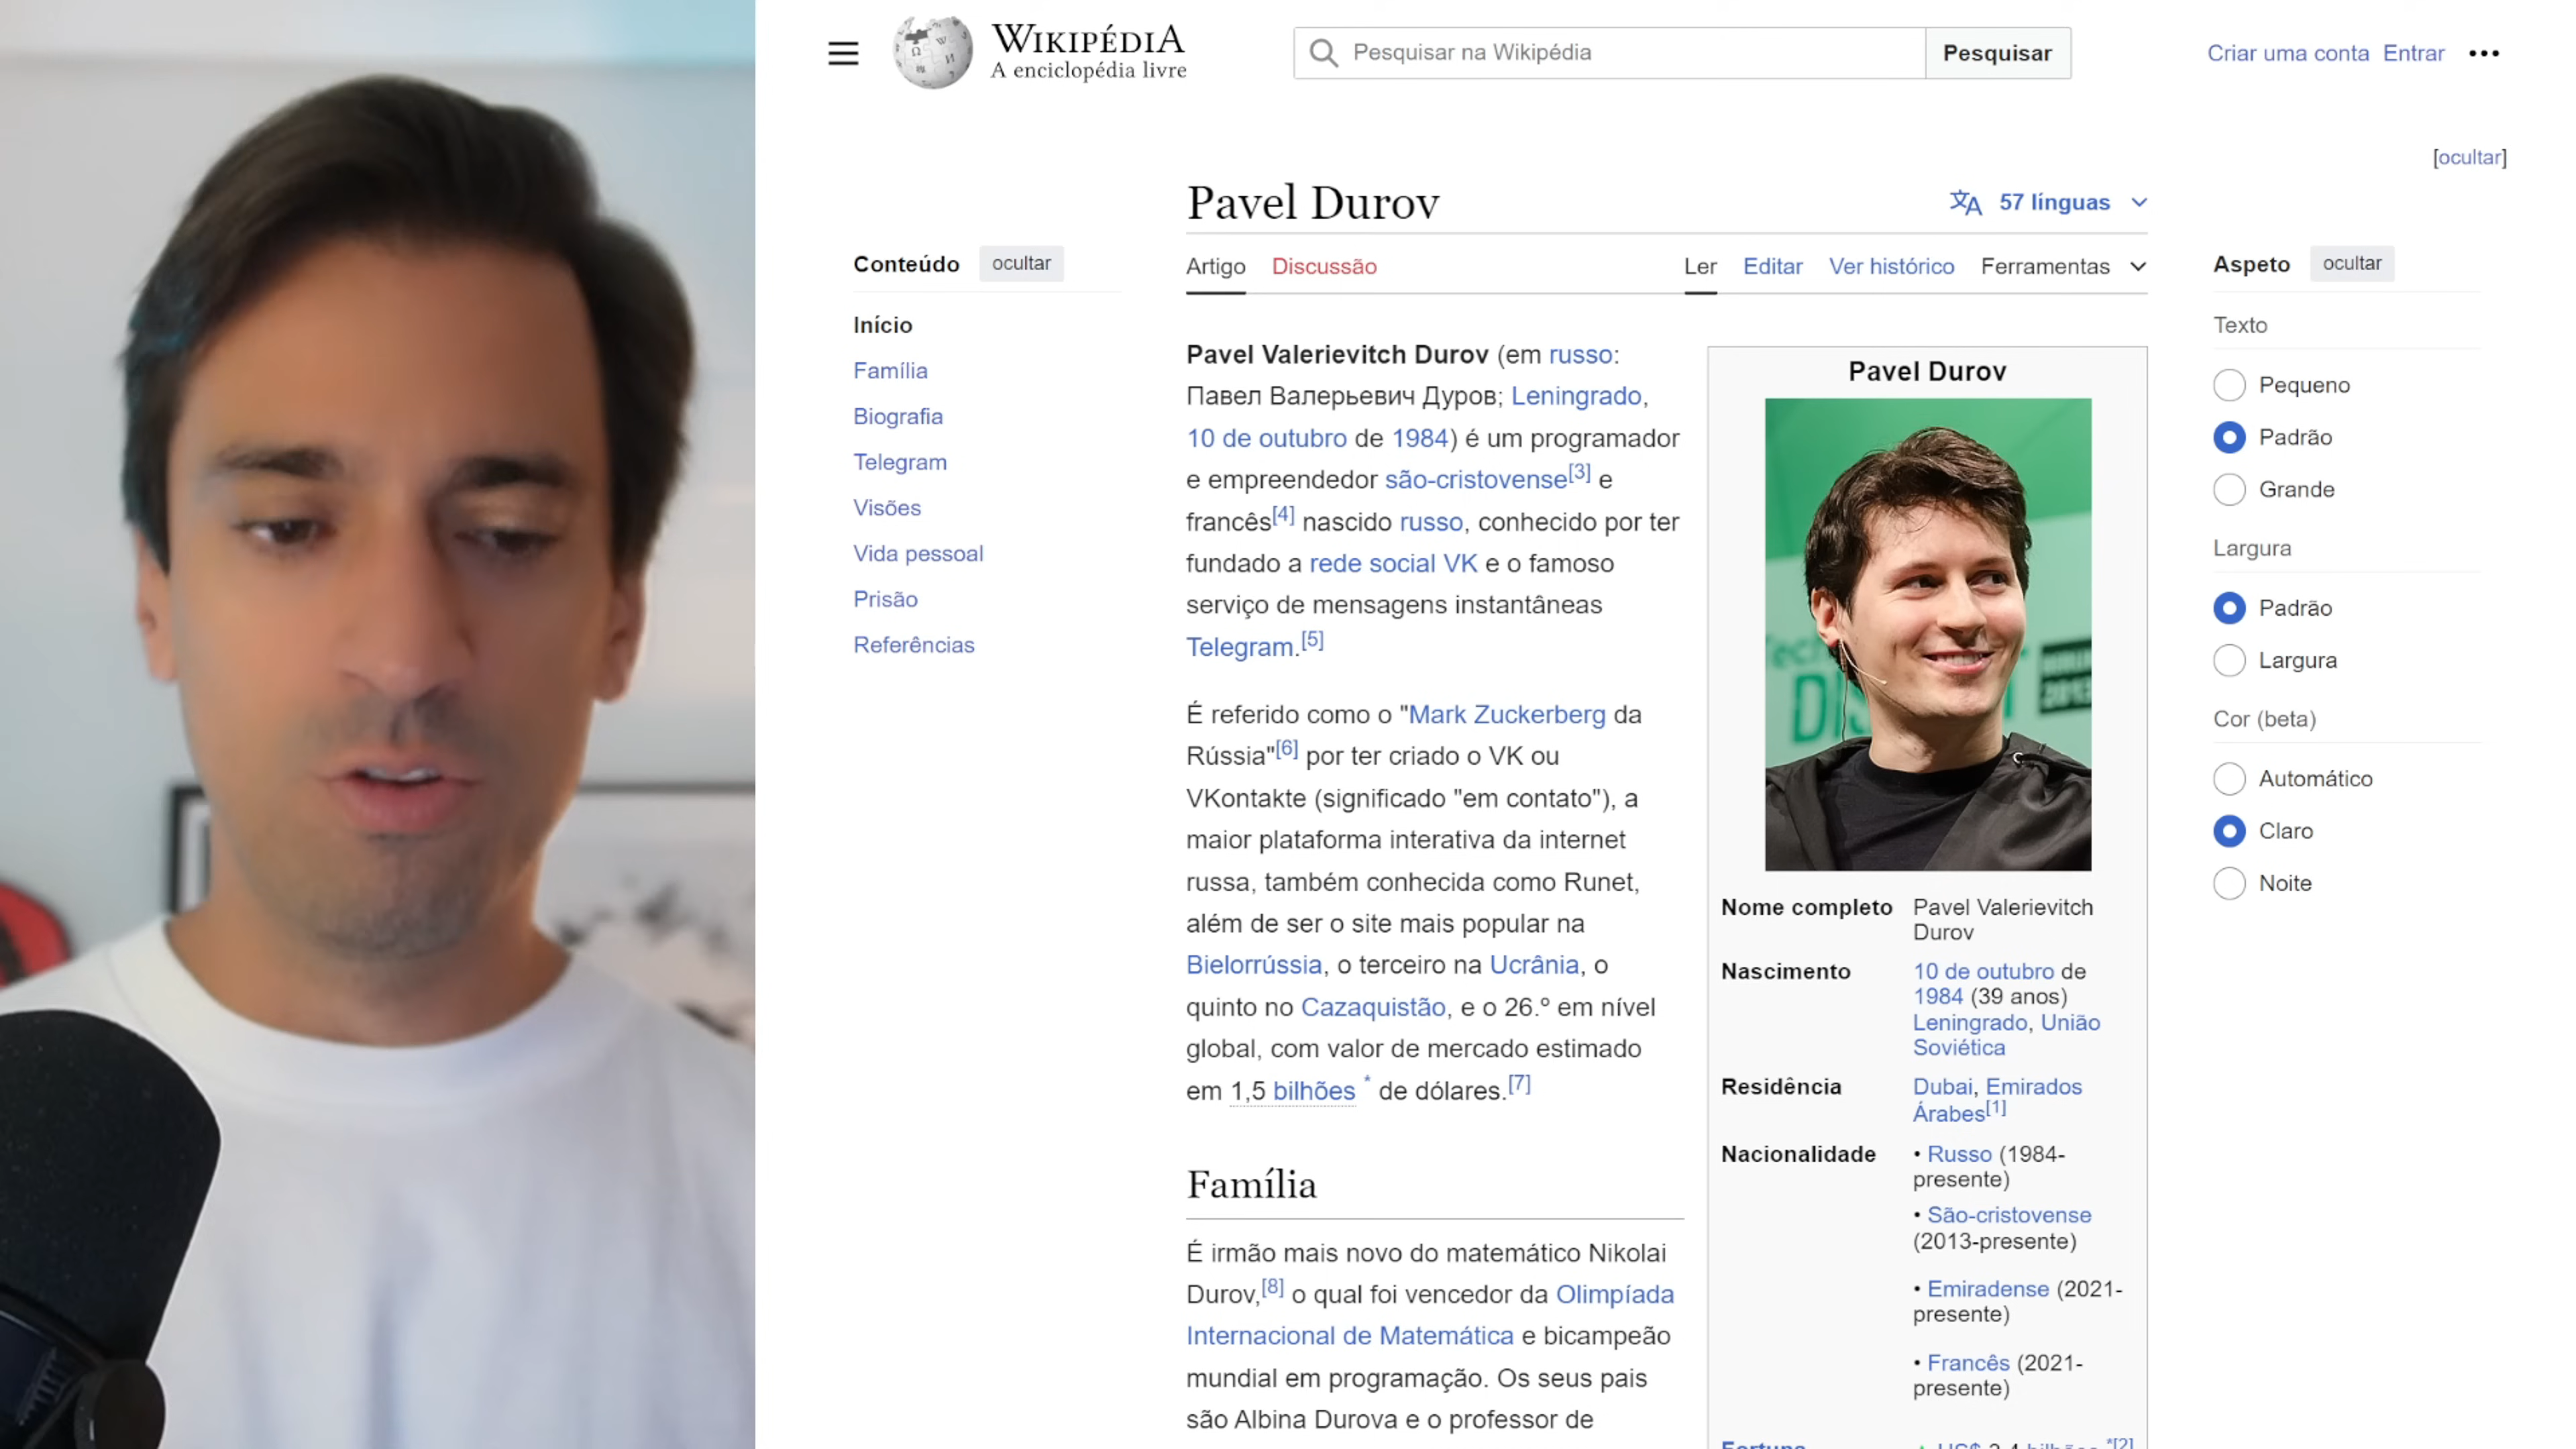 WIKIPÉDIA
A enciclopédia livre
Pesquisar na Wikipédia
Pesquisar
Criar uma conta Entrar
[ocultar]
Pavel Durov
57 línguas
Conteúdo ocultar
Início
Família
Biografia
Telegram
Visões
Vida pessoal
Prisão
Referências
Artigo Discussão
Ler Editar Ver histórico Ferramentas
Pavel Valerievitch Durov (em russo:
Павел Валерьевич Дуров; Leningrado,
10 de outubro de 1984) é um programador
e empreendedor são-cristovense[3] e
francês[4] nascido russo, conhecido por ter
fundado a rede social VK e o famoso
serviço de mensagens instantâneas
Telegram.[5]
É referido como o "Mark Zuckerberg da
Rússia"[6] por ter criado o VK ou
VKontakte (significado "em contato"), a
maior plataforma interativa da internet
russa, também conhecida como Runet,
além de ser o site mais popular na
Bielorrússia, o terceiro na Ucrânia, o
quinto no Cazaquistão, e o 26.º em nível
global, com valor de mercado estimado
em 1,5 bilhões * de dólares.[7]
Família
É irmão mais novo do matemático Nikolai
Durov,[8] o qual foi vencedor da Olimpíada
Internacional de Matemática e bicampeão
mundial em programação. Os seus pais
são Albina Durova e o professor de
Pavel Durov
Nome completo Pavel Valerievitch
Durov
Nascimento 10 de outubro de
1984 (39 anos)
Leningrado, União
Soviética
Residência Dubai, Emirados
Árabes[1]
Nacionalidade • Russo (1984-
presente)
• São-cristovense
(2013-presente)
• Emiradense (2021-
presente)
• Francês (2021-
presente)
Aspeto ocultar
Texto
Pequeno
Padrão
Grande
Largura
Padrão
Largura
Cor (beta)
Automático
Claro
Noite